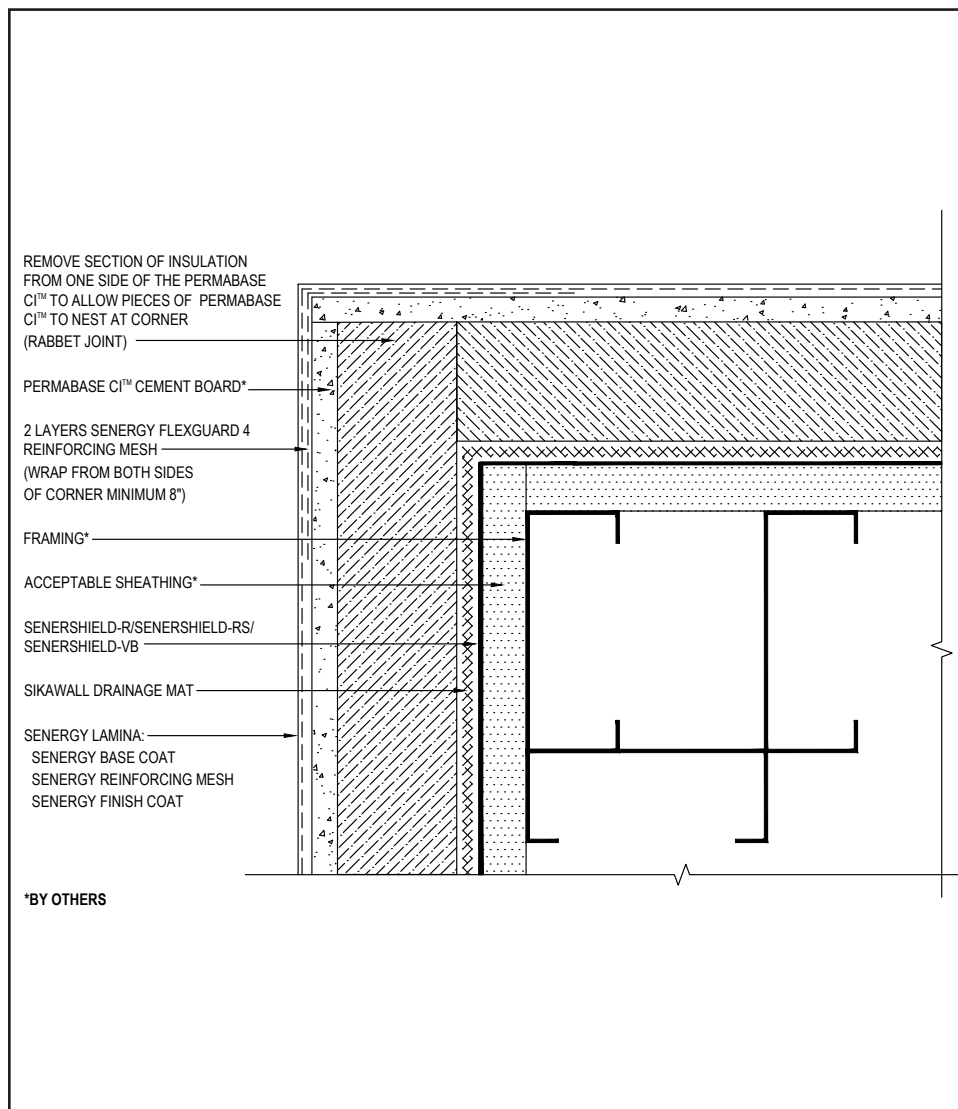 REMOVE SECTION OF INSULATION
FROM ONE SIDE OF THE PERMABASE
CI™ TO ALLOW PIECES OF PERMABASE
CI™ TO NEST AT CORNER
(RABBET JOINT)
PERMABASE CI™ CEMENT BOARD*
2 LAYERS SENERGY FLEXGUARD 4
REINFORCING MESH
(WRAP FROM BOTH SIDES
OF CORNER MINIMUM 8")
FRAMING*
ACCEPTABLE SHEATHING*
SENERSHIELD-R/SENERSHIELD-RS/
SENERSHIELD-VB
SIKAWALL DRAINAGE MAT
SENERGY LAMINA:
SENERGY BASE COAT
SENERGY REINFORCING MESH
SENERGY FINISH COAT
*BY OTHERS